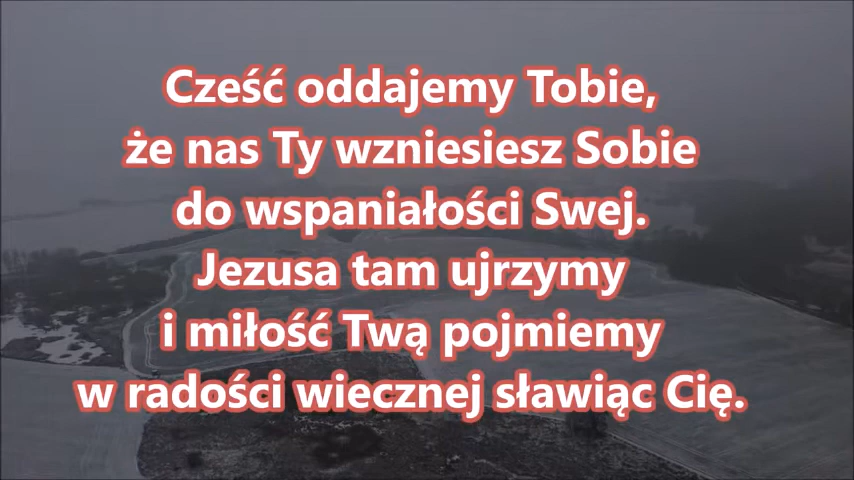 Cześć oddajemy Tobie,
że nas Ty wzniesiesz Sobie
do wspaniałości Swej.
Jezusa tam ujrzymy
i miłość Twą pojmiemy
w radości wiecznej sławiąc Cię.